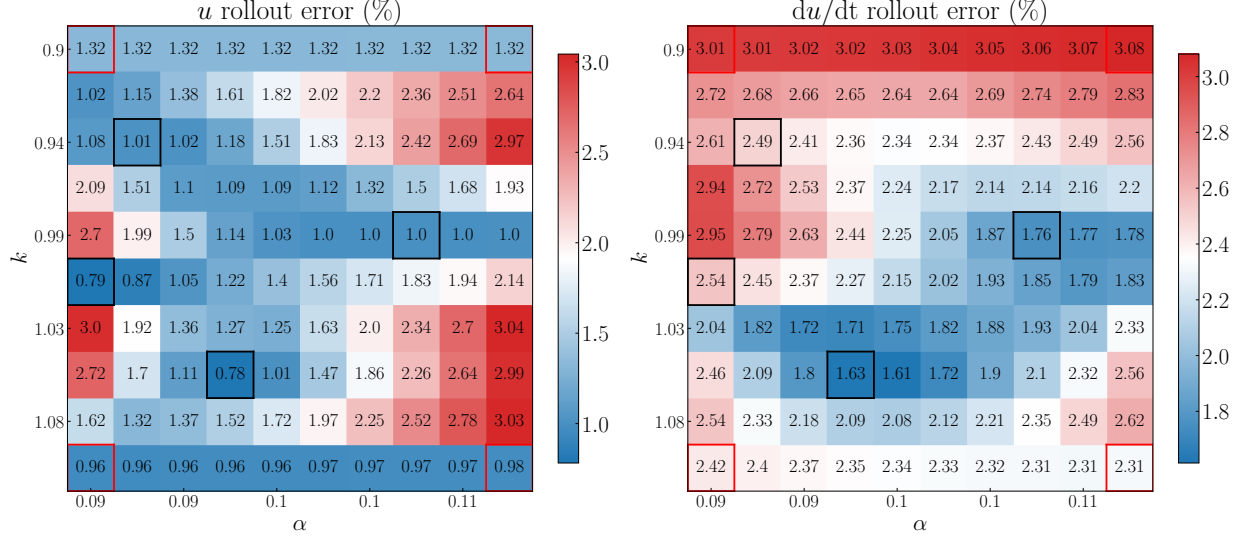 u rollout error (%)
0.9 1.32 1.32 1.32 1.32 1.32 1.32 1.32 1.32 1.32 1.32
1.02 1.15 1.38 1.61 1.82 2.02 2.2 2.36 2.51 2.64
0.94 1.08 1.01 1.02 1.18 1.51 1.83 2.13 2.42 2.69 2.97
2.09 1.51 1.1 1.09 1.09 1.12 1.32 1.5 1.68 1.93
0.99 2.7 1.99 1.5 1.14 1.03 1.0 1.0 1.0 1.0 1.0
k
0.79 0.87 1.05 1.22 1.4 1.56 1.71 1.83 1.94 2.14
1.03 3.0 1.92 1.36 1.27 1.25 1.63 2.0 2.34 2.7 3.04
2.72 1.7 1.11 0.78 1.01 1.47 1.86 2.26 2.64 2.99
1.08 1.62 1.32 1.37 1.52 1.72 1.97 2.25 2.52 2.78 3.03
0.96 0.96 0.96 0.96 0.96 0.97 0.97 0.97 0.97 0.98
0.09 0.09 0.1 0.1 0.11
α
3.0
2.5
2.0
1.5
1.0
du/dt rollout error (%)
0.9 3.01 3.01 3.02 3.02 3.03 3.04 3.05 3.06 3.07 3.08
2.72 2.68 2.66 2.65 2.64 2.64 2.69 2.74 2.79 2.83
0.94 2.61 2.49 2.41 2.36 2.34 2.34 2.37 2.43 2.49 2.56
2.94 2.72 2.53 2.37 2.24 2.17 2.14 2.14 2.16 2.2
0.99 2.95 2.79 2.63 2.44 2.25 2.05 1.87 1.76 1.77 1.78
k
2.54 2.45 2.37 2.27 2.15 2.02 1.93 1.85 1.79 1.83
1.03 2.04 1.82 1.72 1.71 1.75 1.82 1.88 1.93 2.04 2.33
2.46 2.09 1.8 1.63 1.61 1.72 1.9 2.1 2.32 2.56
1.08 2.54 2.33 2.18 2.09 2.08 2.12 2.21 2.35 2.49 2.62
2.42 2.4 2.37 2.35 2.34 2.33 2.32 2.31 2.31 2.31
0.09 0.09 0.1 0.1 0.11
α
3.0
2.8
2.6
2.4
2.2
2.0
1.8